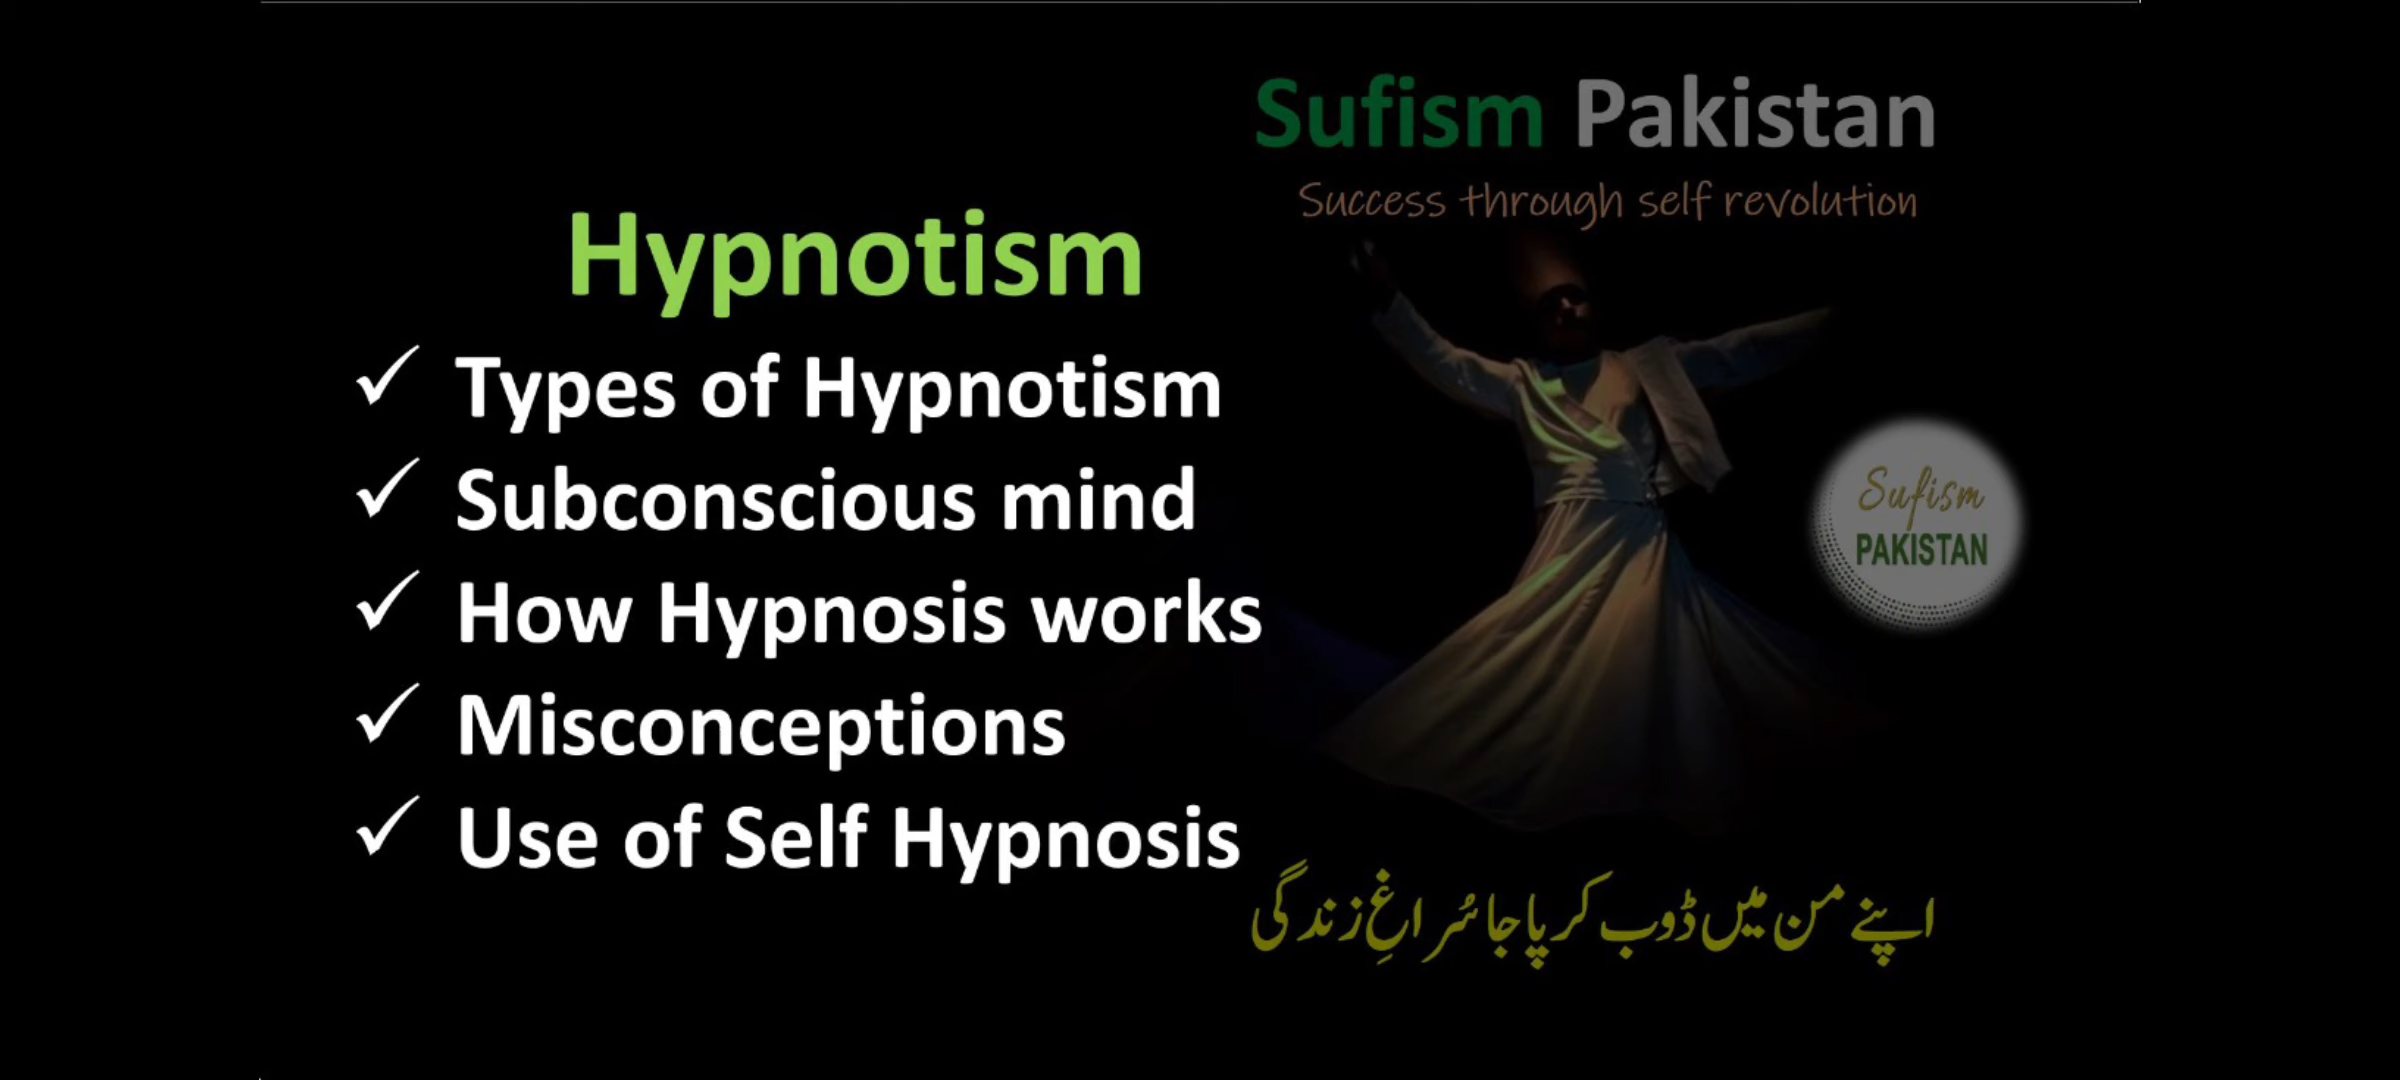 Sufism Pakistan
Success through self revolution
Hypnotism
✓ Types of Hypnotism
✓ Subconscious mind
✓ How Hypnosis works
✓ Misconceptions
✓ Use of Self Hypnosis
Sufism
PAKISTAN
اپنے من میں ڈوب کر پا جا سُراغِ زندگی